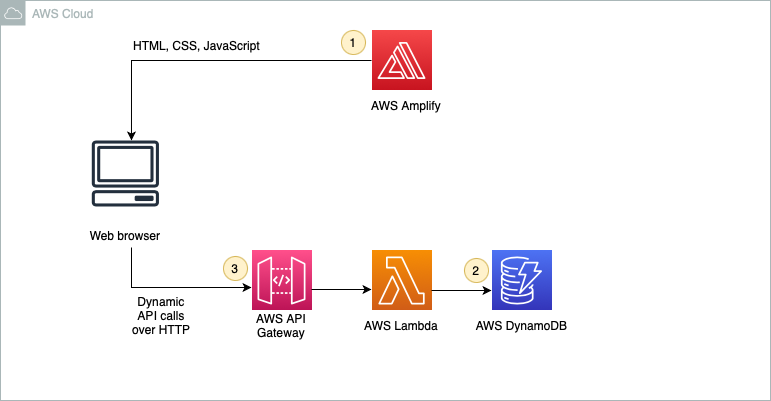 AWS Cloud
HTML, CSS, JavaScript
1
AWS Amplify
Web browser
3
2
Dynamic
API calls
over HTTP
AWS API
Gateway
AWS Lambda
AWS DynamoDB